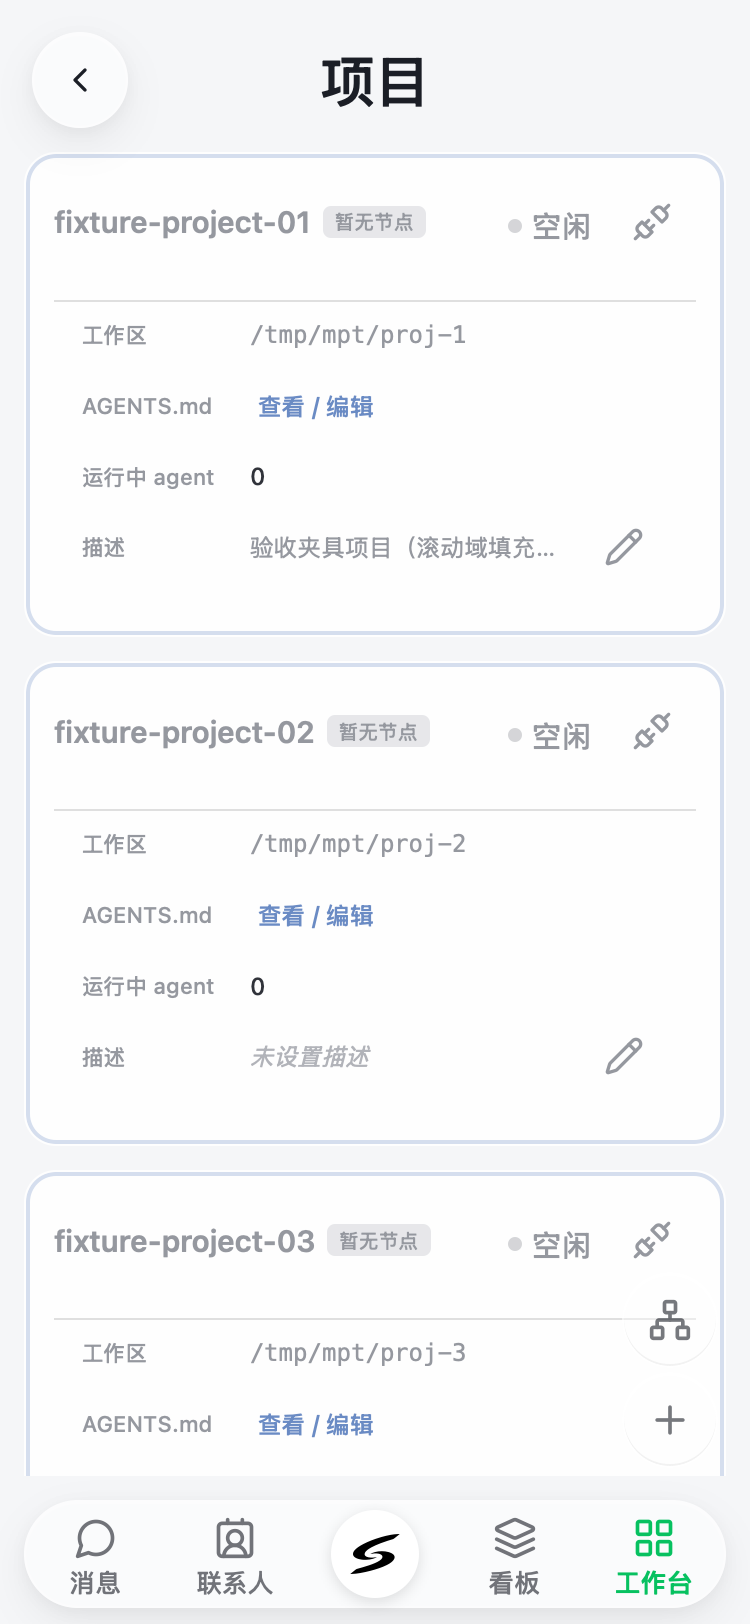 项目
fixture-project-01 暂无节点 空闲
工作区 /tmp/mpt/proj-1
AGENTS.md 查看 / 编辑
运行中 agent 0
描述 验收夹具项目（滚动域填充...
fixture-project-02 暂无节点 空闲
工作区 /tmp/mpt/proj-2
AGENTS.md 查看 / 编辑
运行中 agent 0
描述 未设置描述
fixture-project-03 暂无节点 空闲
工作区 /tmp/mpt/proj-3
AGENTS.md 查看 / 编辑
消息 联系人 看板 工作台